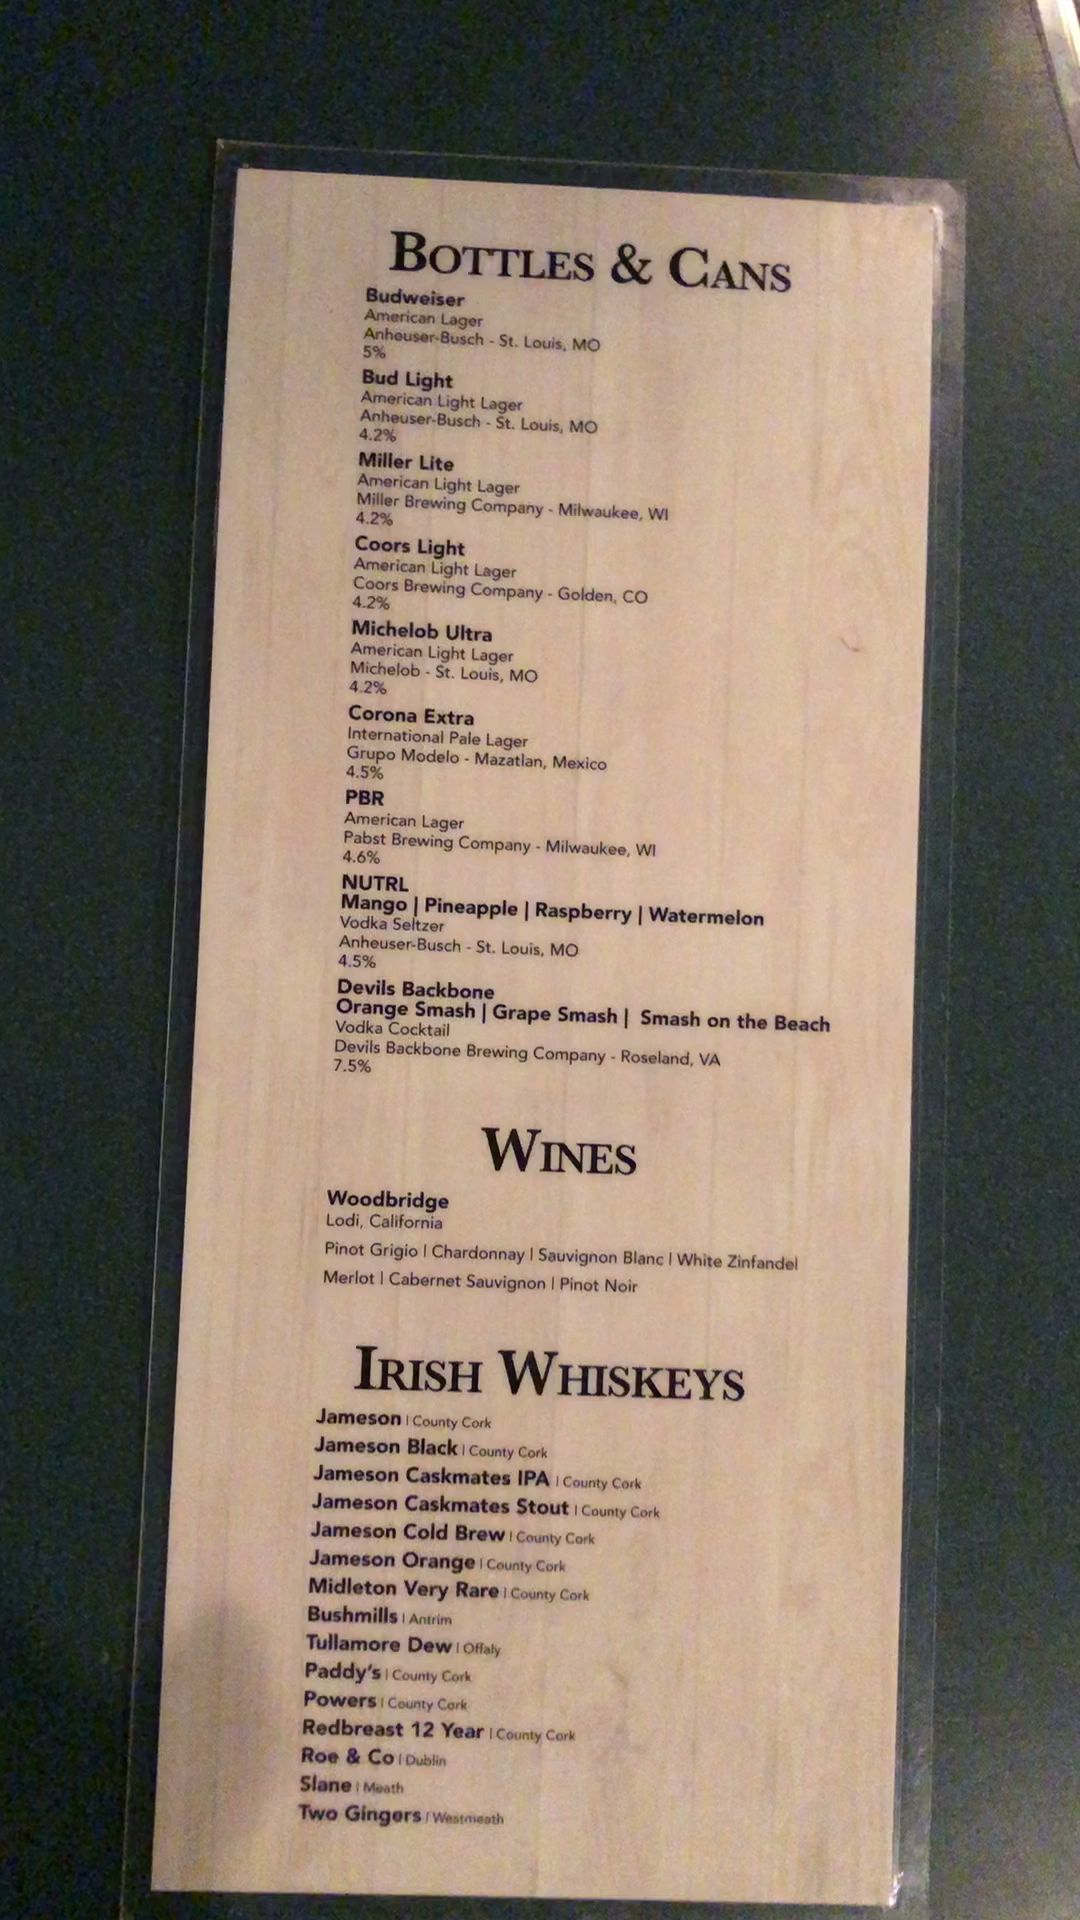 BOTTLES & CANS
Budweiser
American Lager
Anheuser-Busch - St. Louis, MO
5%
Bud Light
American Light Lager
Anheuser-Busch - St. Louis, MO
4.2%
Miller Lite
American Light Lager
Miller Brewing Company - Milwaukee, WI
4.2%
Coors Light
American Light Lager
Coors Brewing Company - Golden, CO
4.2%
Michelob Ultra
American Light Lager
Michelob - St. Louis, MO
4.2%
Corona Extra
International Pale Lager
Grupo Modelo - Mazatlan, Mexico
4.5%
PBR
American Lager
Pabst Brewing Company - Milwaukee, WI
4.6%
NUTRL
Mango | Pineapple | Raspberry | Watermelon
Vodka Seltzer
Anheuser-Busch - St. Louis, MO
4.5%
Devils Backbone
Orange Smash | Grape Smash | Smash on the Beach
Vodka Cocktail
Devils Backbone Brewing Company - Roseland, VA
7.5%
WINES
Woodbridge
Lodi, California
Pinot Grigio | Chardonnay | Sauvignon Blanc | White Zinfandel
Merlot | Cabernet Sauvignon | Pinot Noir
IRISH WHISKEYS
Jameson | County Cork
Jameson Black | County Cork
Jameson Caskmates IPA | County Cork
Jameson Caskmates Stout | County Cork
Jameson Cold Brew | County Cork
Jameson Orange | County Cork
Midleton Very Rare | County Cork
Bushmills | Antrim
Tullamore Dew | Offaly
Paddy's | County Cork
Powers | County Cork
Redbreast 12 Year | County Cork
Roe & Co | Dublin
Slane | Meath
Two Gingers | Westmeath